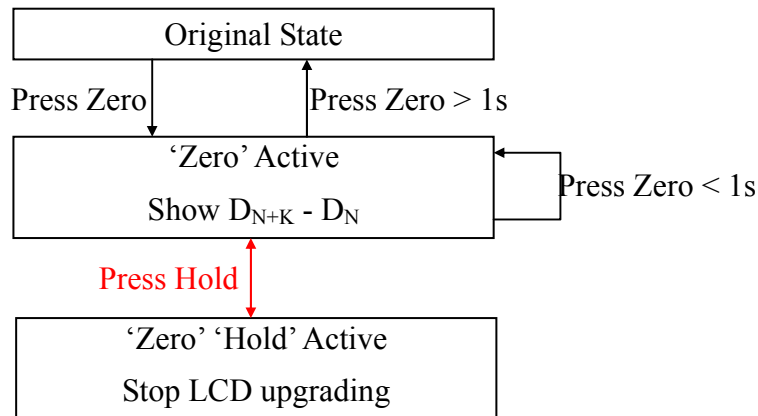 Original State
Press Zero
Press Zero > 1s
‘Zero’ Active
Press Zero < 1s
Show D_{N+K} - D_N
Press Hold
‘Zero’ ‘Hold’ Active
Stop LCD upgrading